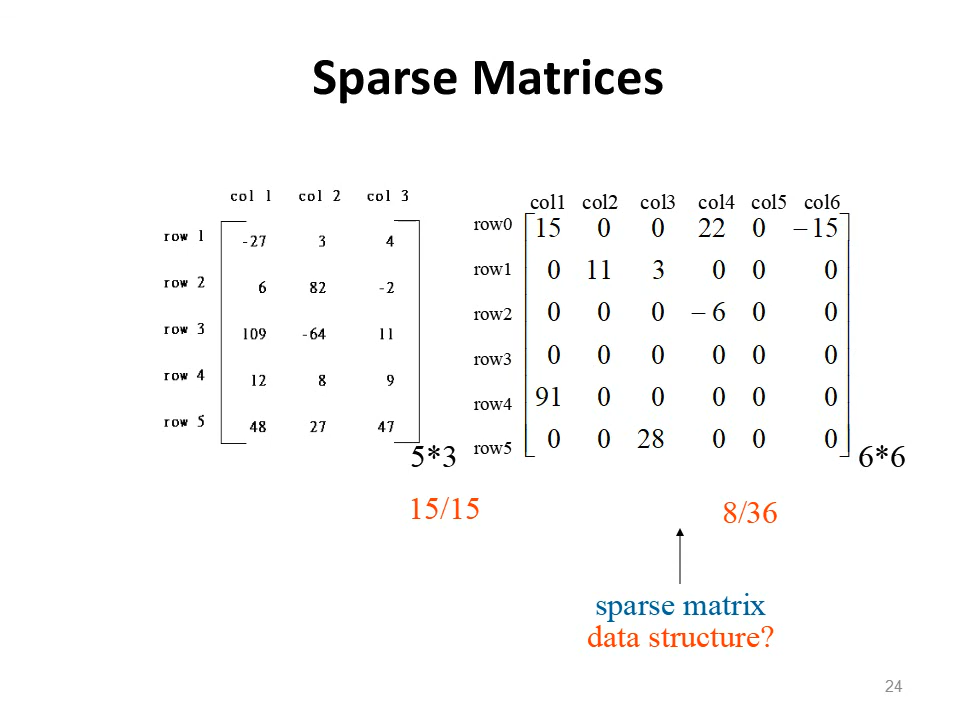 Sparse Matrices
col 1 col 2 col 3
row 1 -27 3 4
row 2 6 82 -2
row 3 109 -64 11
row 4 12 8 9
row 5 48 27 47
5*3
15/15
col1 col2 col3 col4 col5 col6
row0 15 0 0 22 0 −15
row1 0 11 3 0 0 0
row2 0 0 0 −6 0 0
row3 0 0 0 0 0 0
row4 91 0 0 0 0 0
row5 0 0 28 0 0 0
6*6
8/36
sparse matrix
data structure?
24